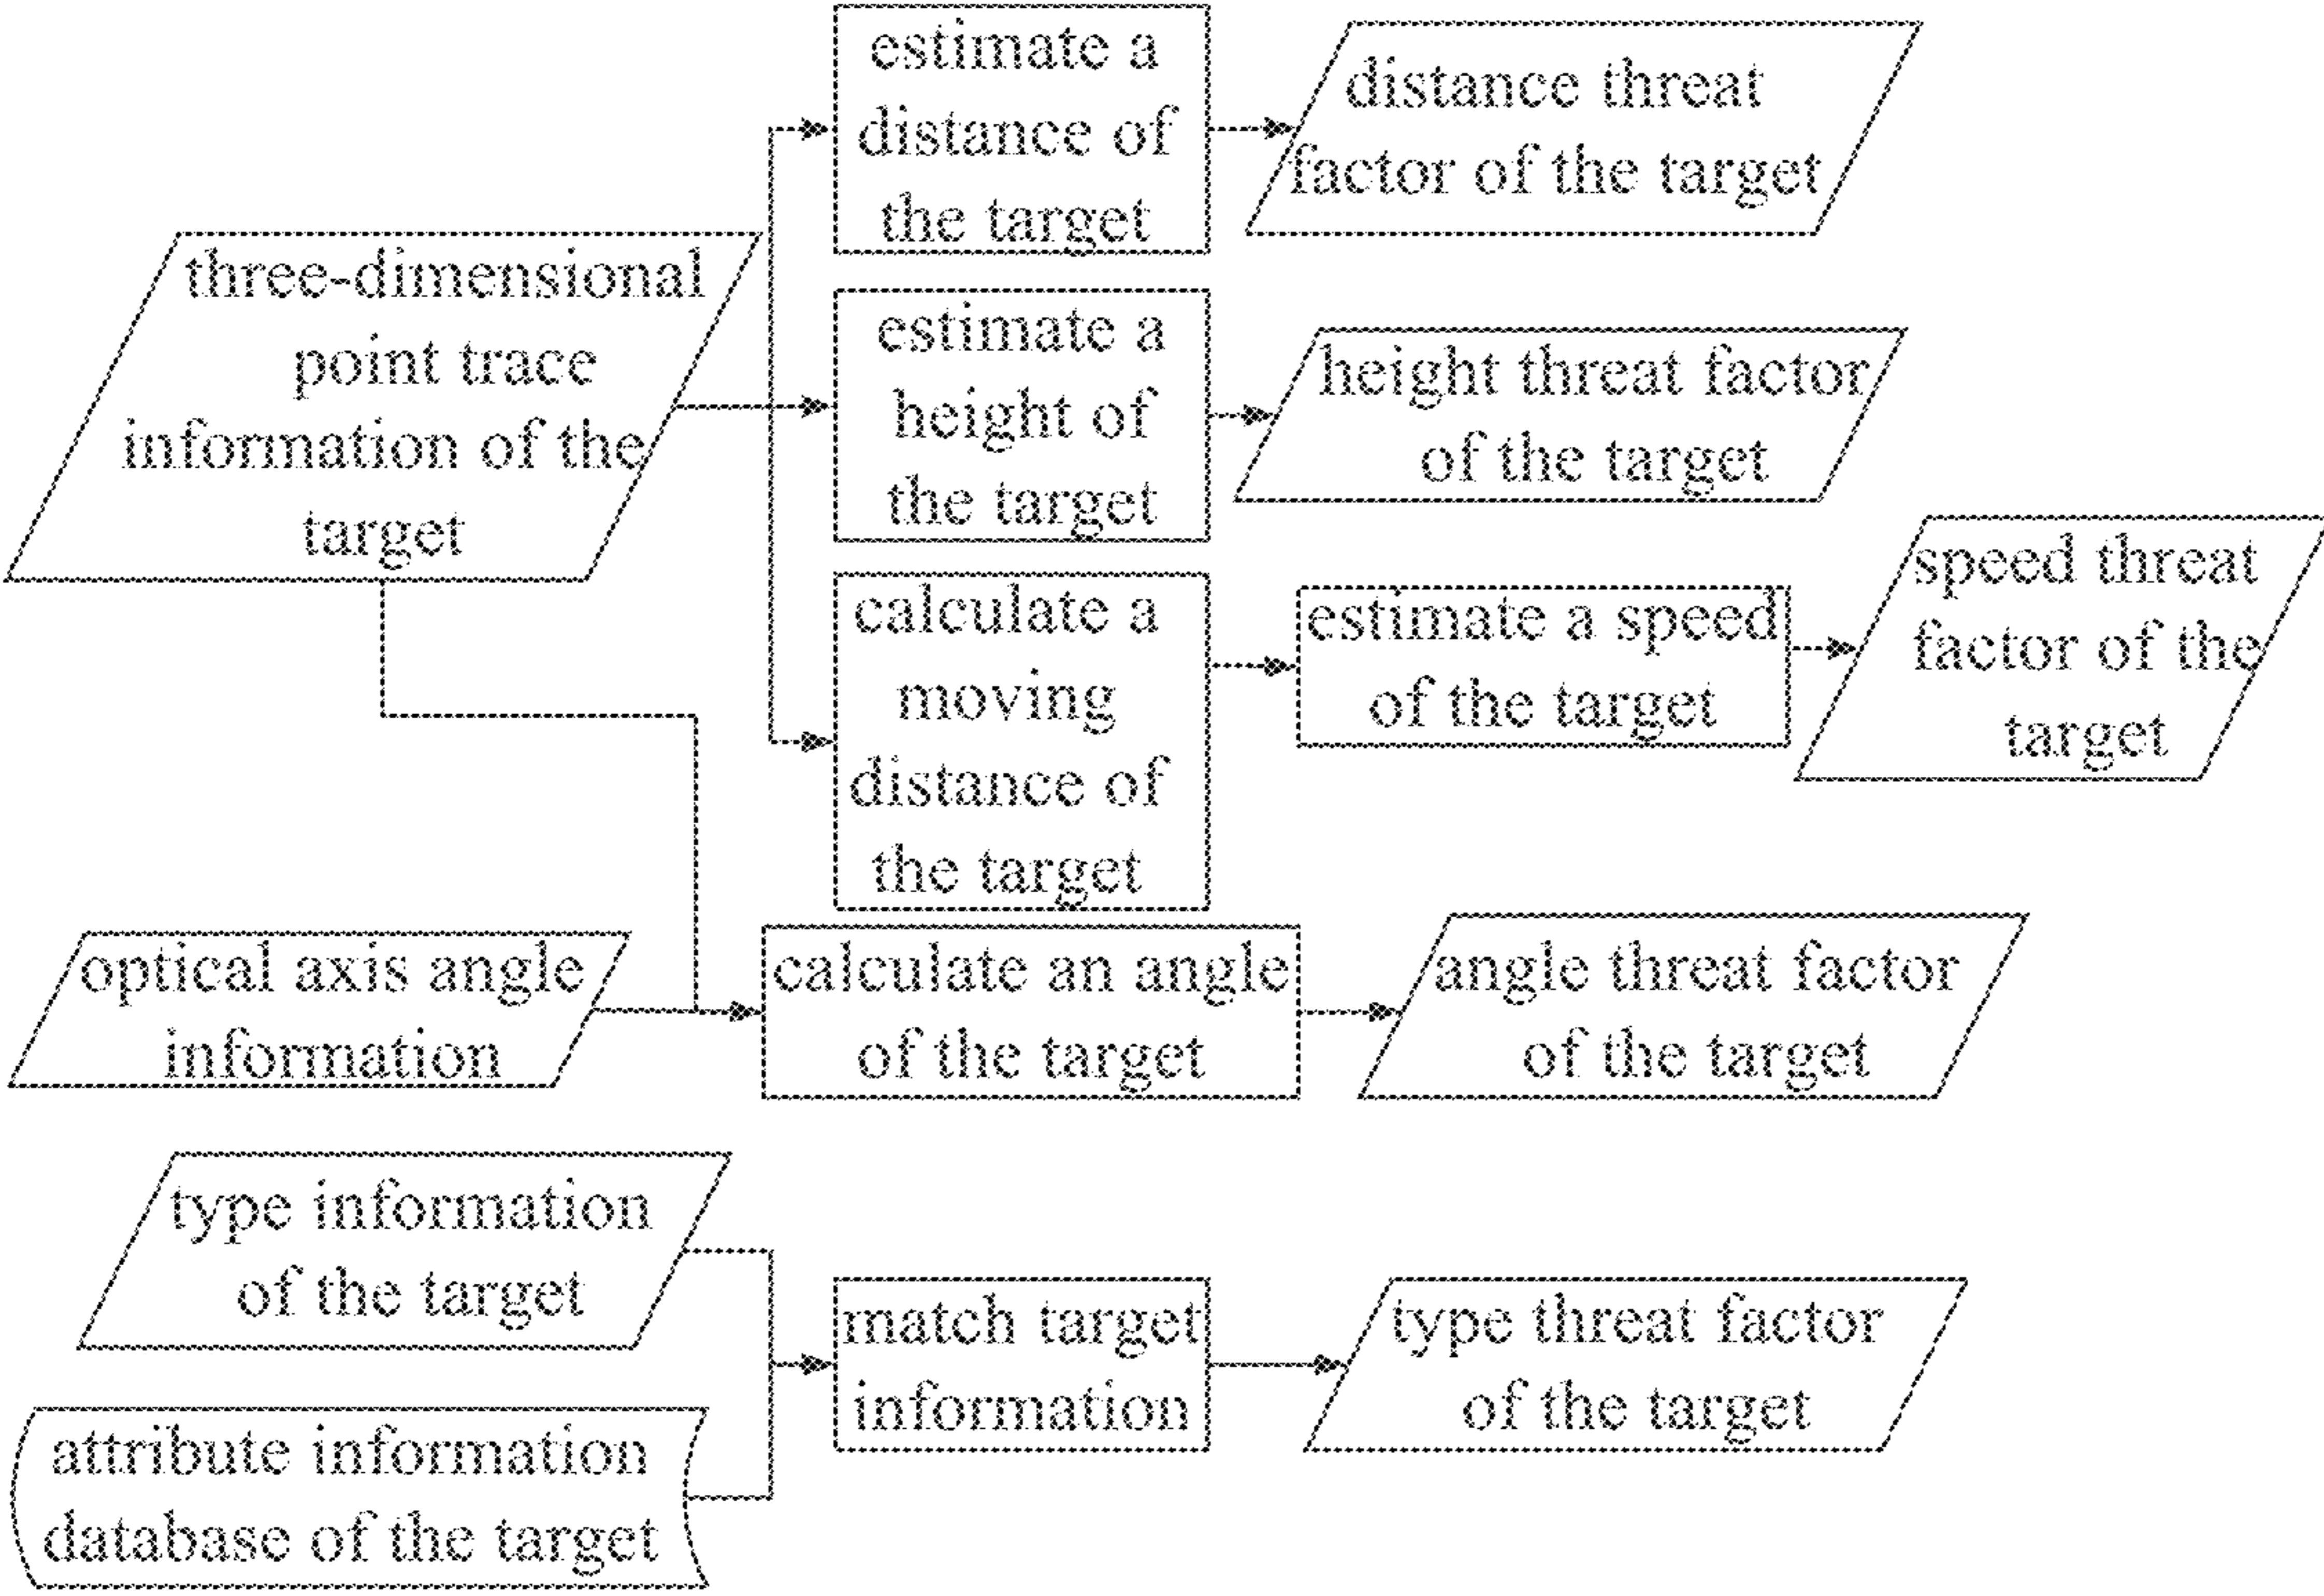 estimate a
distance of
the target
distance threat
factor of the target
three-dimensional
point trace
information of the
target
estimate a
height of
the target
height threat factor
of the target
calculate a
moving
distance of
the target
estimate a speed
of the target
speed threat
factor of the
target
optical axis angle
information
calculate an angle
of the target
angle threat factor
of the target
type information
of the target
attribute information
database of the target
match target
information
type threat factor
of the target